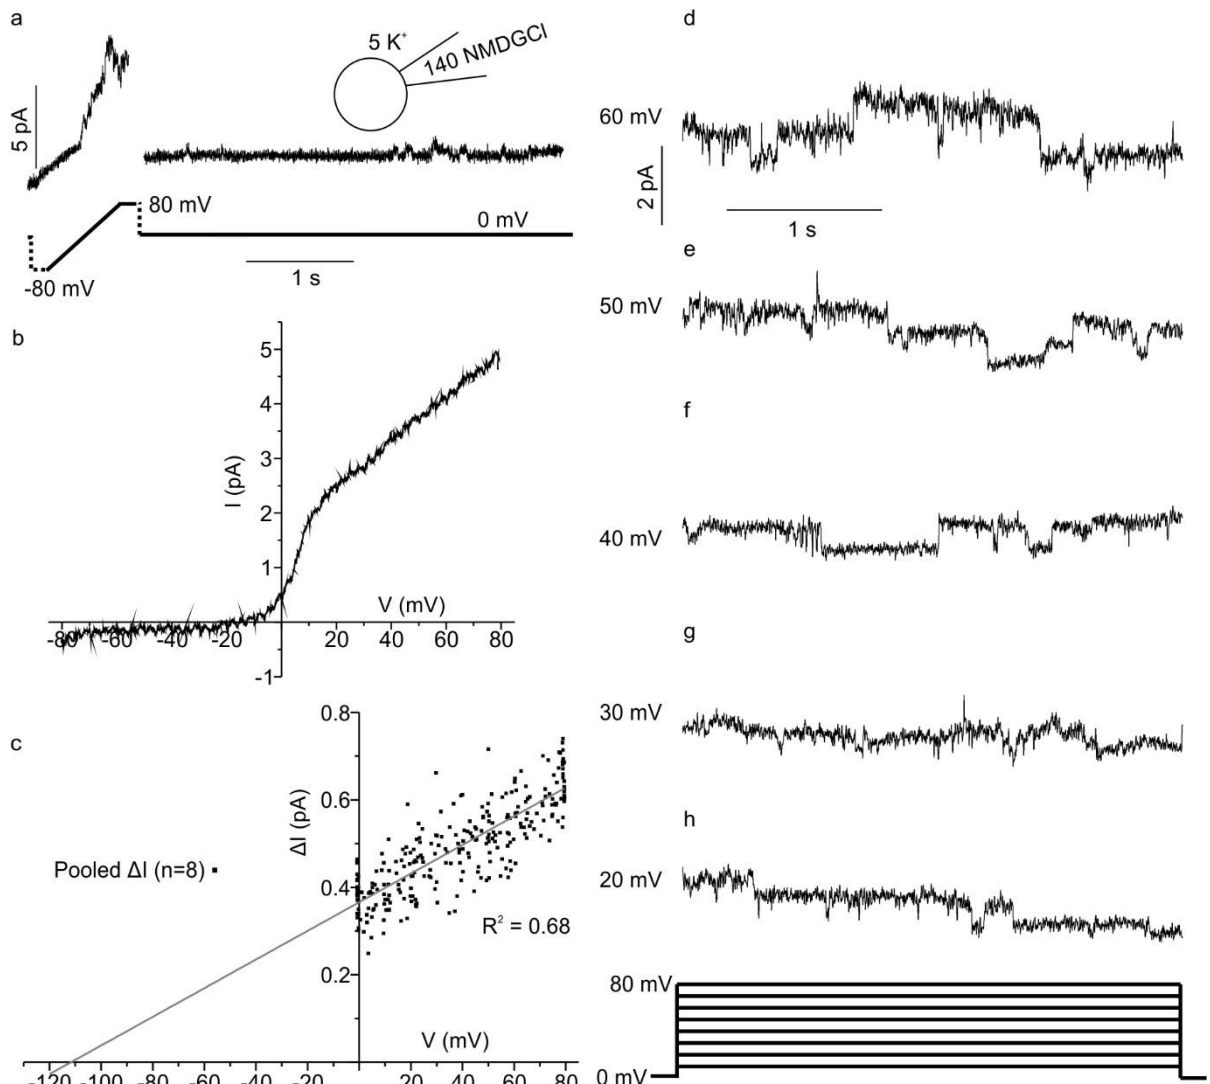 a
5 K⁺
140 NMDGCl
5 pA
80 mV
0 mV
-80 mV
1 s
b
5
4
3
2
1
-1
I (pA)
V (mV)
-80 -60 -40 -20 20 40 60 80
c
0.8
0.6
0.4
0.2
ΔI (pA)
Pooled ΔI (n=8)
R² = 0.68
V (mV)
-120 -100 -80 -60 -40 -20 0 20 40 60 80
d
60 mV
2 pA
1 s
e
50 mV
f
40 mV
g
30 mV
h
20 mV
80 mV
0 mV